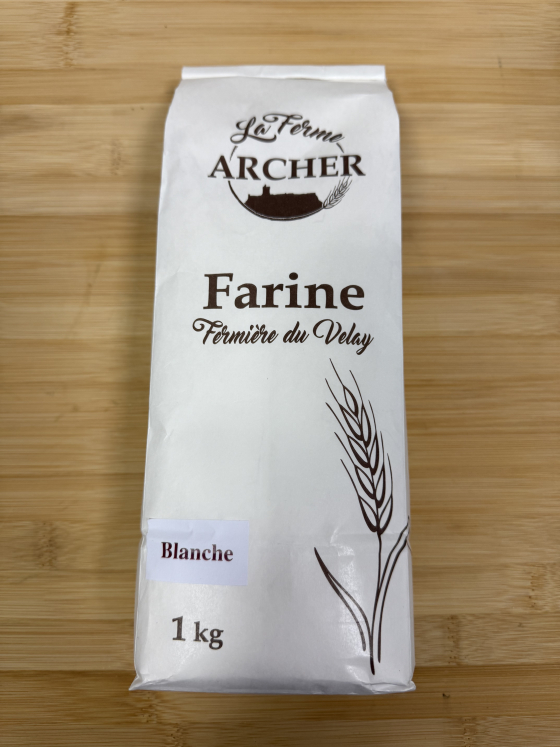 La Ferme
ARCHER
Farine
Fermière du Velay
Blanche
1 kg